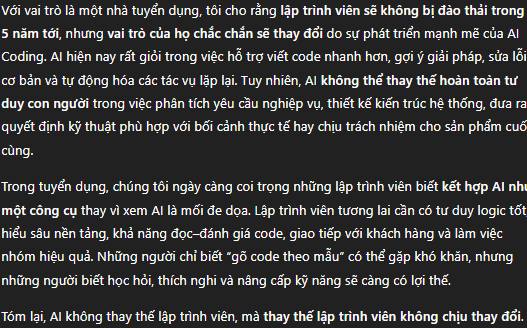 Với vai trò là một nhà tuyển dụng, tôi cho rằng lập trình viên sẽ không bị đào thải trong
5 năm tới, nhưng vai trò của họ chắc chắn sẽ thay đổi do sự phát triển mạnh mẽ của AI
Coding. AI hiện nay rất giỏi trong việc hỗ trợ viết code nhanh hơn, gợi ý giải pháp, sửa lỗi
cơ bản và tự động hóa các tác vụ lặp lại. Tuy nhiên, AI không thể thay thế hoàn toàn tư
duy con người trong việc phân tích yêu cầu nghiệp vụ, thiết kế kiến trúc hệ thống, đưa ra
quyết định kỹ thuật phù hợp với bối cảnh thực tế hay chịu trách nhiệm cho sản phẩm cuối
cùng.
Trong tuyển dụng, chúng tôi ngày càng coi trọng những lập trình viên biết kết hợp AI như
một công cụ thay vì xem AI là mối đe dọa. Lập trình viên tương lai cần có tư duy logic tốt,
hiểu sâu nền tảng, khả năng đọc–đánh giá code, giao tiếp với khách hàng và làm việc
nhóm hiệu quả. Những người chỉ biết “gõ code theo mẫu” có thể gặp khó khăn, nhưng
những người biết học hỏi, thích nghi và nâng cấp kỹ năng sẽ càng có lợi thế.
Tóm lại, AI không thay thế lập trình viên, mà thay thế lập trình viên không chịu thay đổi.